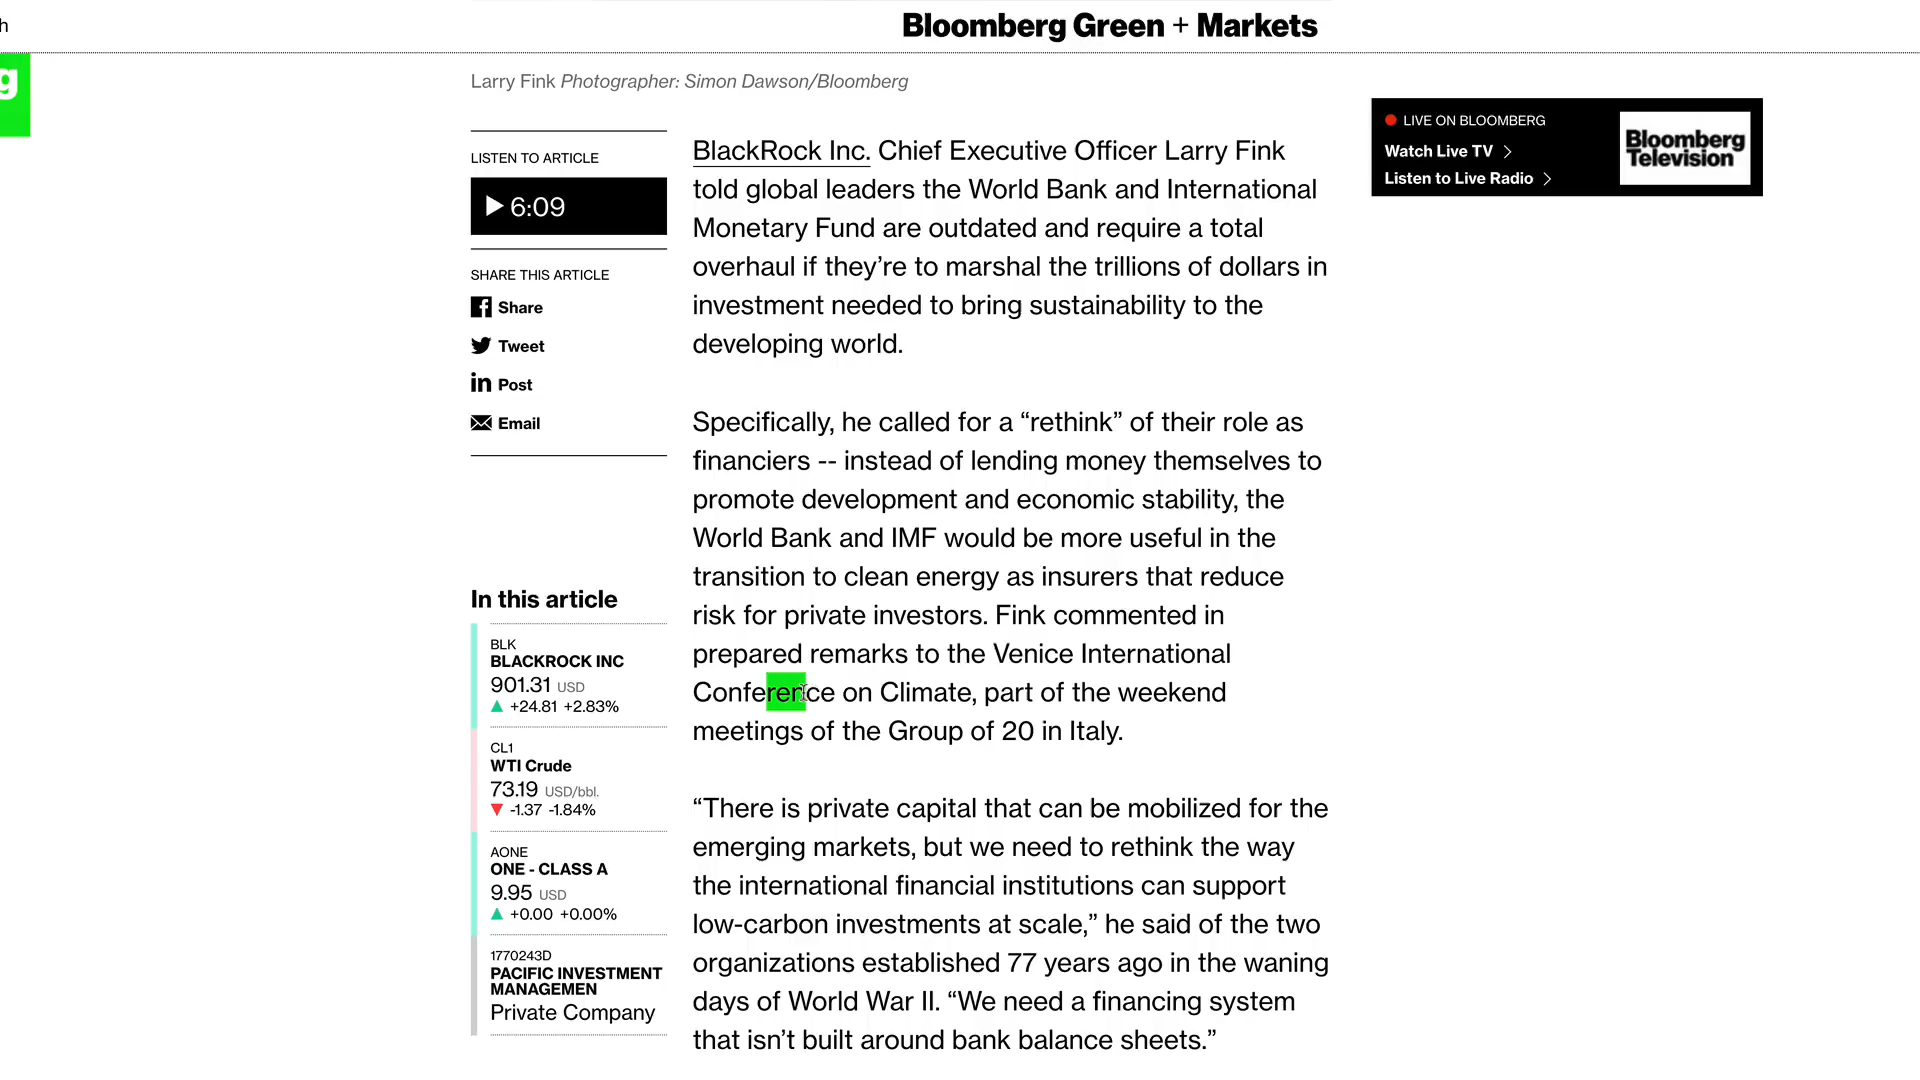 h
Bloomberg Green + Markets
g
Larry Fink Photographer: Simon Dawson/Bloomberg
LISTEN TO ARTICLE
6:09
SHARE THIS ARTICLE
Share
Tweet
in Post
Email
In this article
BLK
BLACKROCK INC
901.31 USD
+24.81 +2.83%
CL1
WTI Crude
73.19 USD/bbl.
-1.37 -1.84%
AONE
ONE - CLASS A
9.95 USD
+0.00 +0.00%
1770243D
PACIFIC INVESTMENT
MANAGEMEN
Private Company
BlackRock Inc. Chief Executive Officer Larry Fink
told global leaders the World Bank and International
Monetary Fund are outdated and require a total
overhaul if they’re to marshal the trillions of dollars in
investment needed to bring sustainability to the
developing world.
Specifically, he called for a “rethink” of their role as
financiers -- instead of lending money themselves to
promote development and economic stability, the
World Bank and IMF would be more useful in the
transition to clean energy as insurers that reduce
risk for private investors. Fink commented in
prepared remarks to the Venice International
Conference on Climate, part of the weekend
meetings of the Group of 20 in Italy.
“There is private capital that can be mobilized for the
emerging markets, but we need to rethink the way
the international financial institutions can support
low-carbon investments at scale,” he said of the two
organizations established 77 years ago in the waning
days of World War II. “We need a financing system
that isn’t built around bank balance sheets.”
LIVE ON BLOOMBERG
Watch Live TV
Listen to Live Radio
Bloomberg
Television